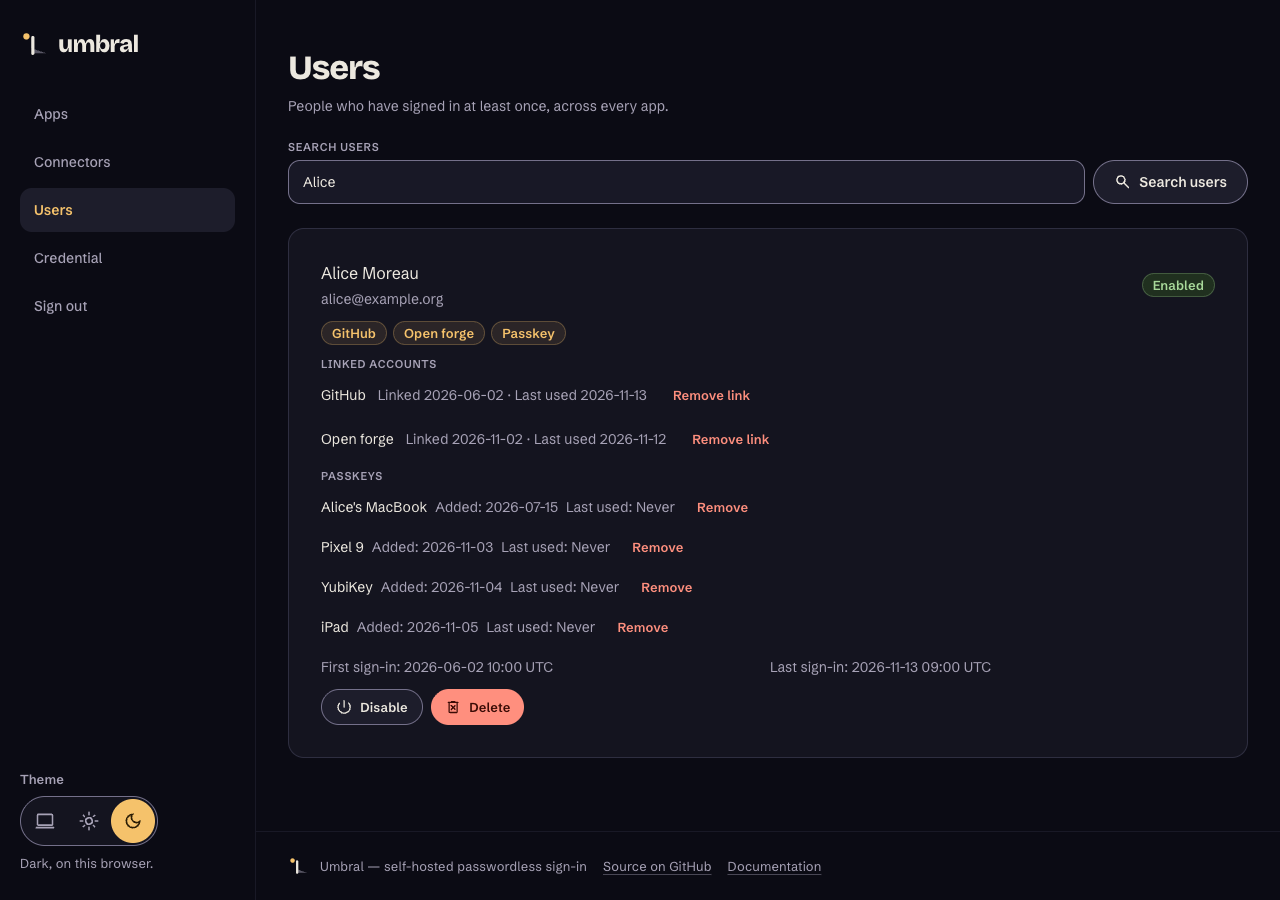 umbral
Apps
Connectors
Users
Credential
Sign out
Theme
Dark, on this browser.
Users
People who have signed in at least once, across every app.
SEARCH USERS
Alice
Search users
Alice Moreau
alice@example.org
Enabled
GitHub Open forge Passkey
LINKED ACCOUNTS
GitHub Linked 2026-06-02 · Last used 2026-11-13 Remove link
Open forge Linked 2026-11-02 · Last used 2026-11-12 Remove link
PASSKEYS
Alice's MacBook Added: 2026-07-15 Last used: Never Remove
Pixel 9 Added: 2026-11-03 Last used: Never Remove
YubiKey Added: 2026-11-04 Last used: Never Remove
iPad Added: 2026-11-05 Last used: Never Remove
First sign-in: 2026-06-02 10:00 UTC Last sign-in: 2026-11-13 09:00 UTC
Disable Delete
Umbral — self-hosted passwordless sign-in Source on GitHub Documentation